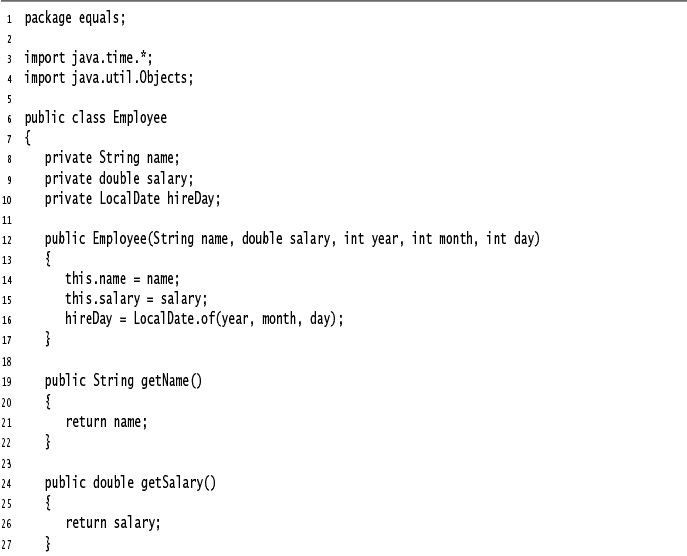 1 package equals;
2
3 import java.time.*;
4 import java.util.Objects;
5
6 public class Employee
7 {
8 private String name;
9 private double salary;
10 private LocalDate hireDay;
11
12 public Employee(String name, double salary, int year, int month, int day)
13 {
14 this.name = name;
15 this.salary = salary;
16 hireDay = LocalDate.of(year, month, day);
17 }
18
19 public String getName()
20 {
21 return name;
22 }
23
24 public double getSalary()
25 {
26 return salary;
27 }